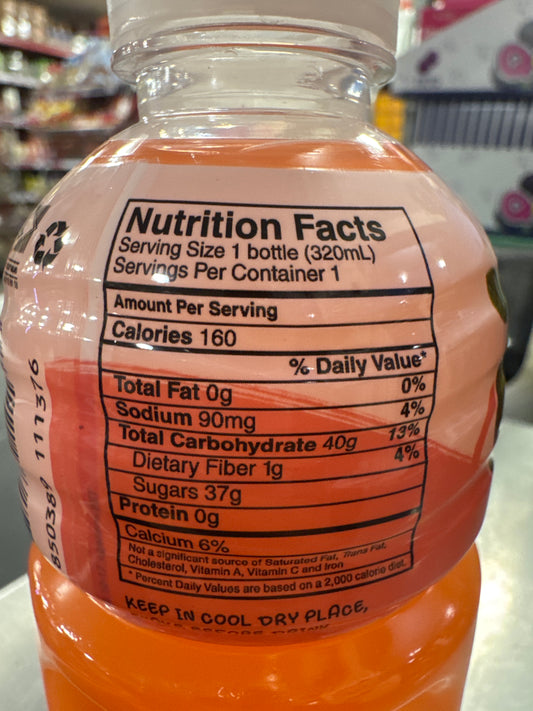 Nutrition Facts
Serving Size 1 bottle (320mL)
Servings Per Container 1
Amount Per Serving
Calories 160
% Daily Value*
Total Fat 0g 0%
Sodium 90mg 4%
Total Carbohydrate 40g 13%
Dietary Fiber 1g 4%
Sugars 37g
Protein 0g
Calcium 6%
Not a significant source of Saturated Fat, Trans Fat,
Cholesterol, Vitamin A, Vitamin C and Iron
* Percent Daily Values are based on a 2,000 calorie diet.
KEEP IN COOL DRY PLACE,
850389 111376